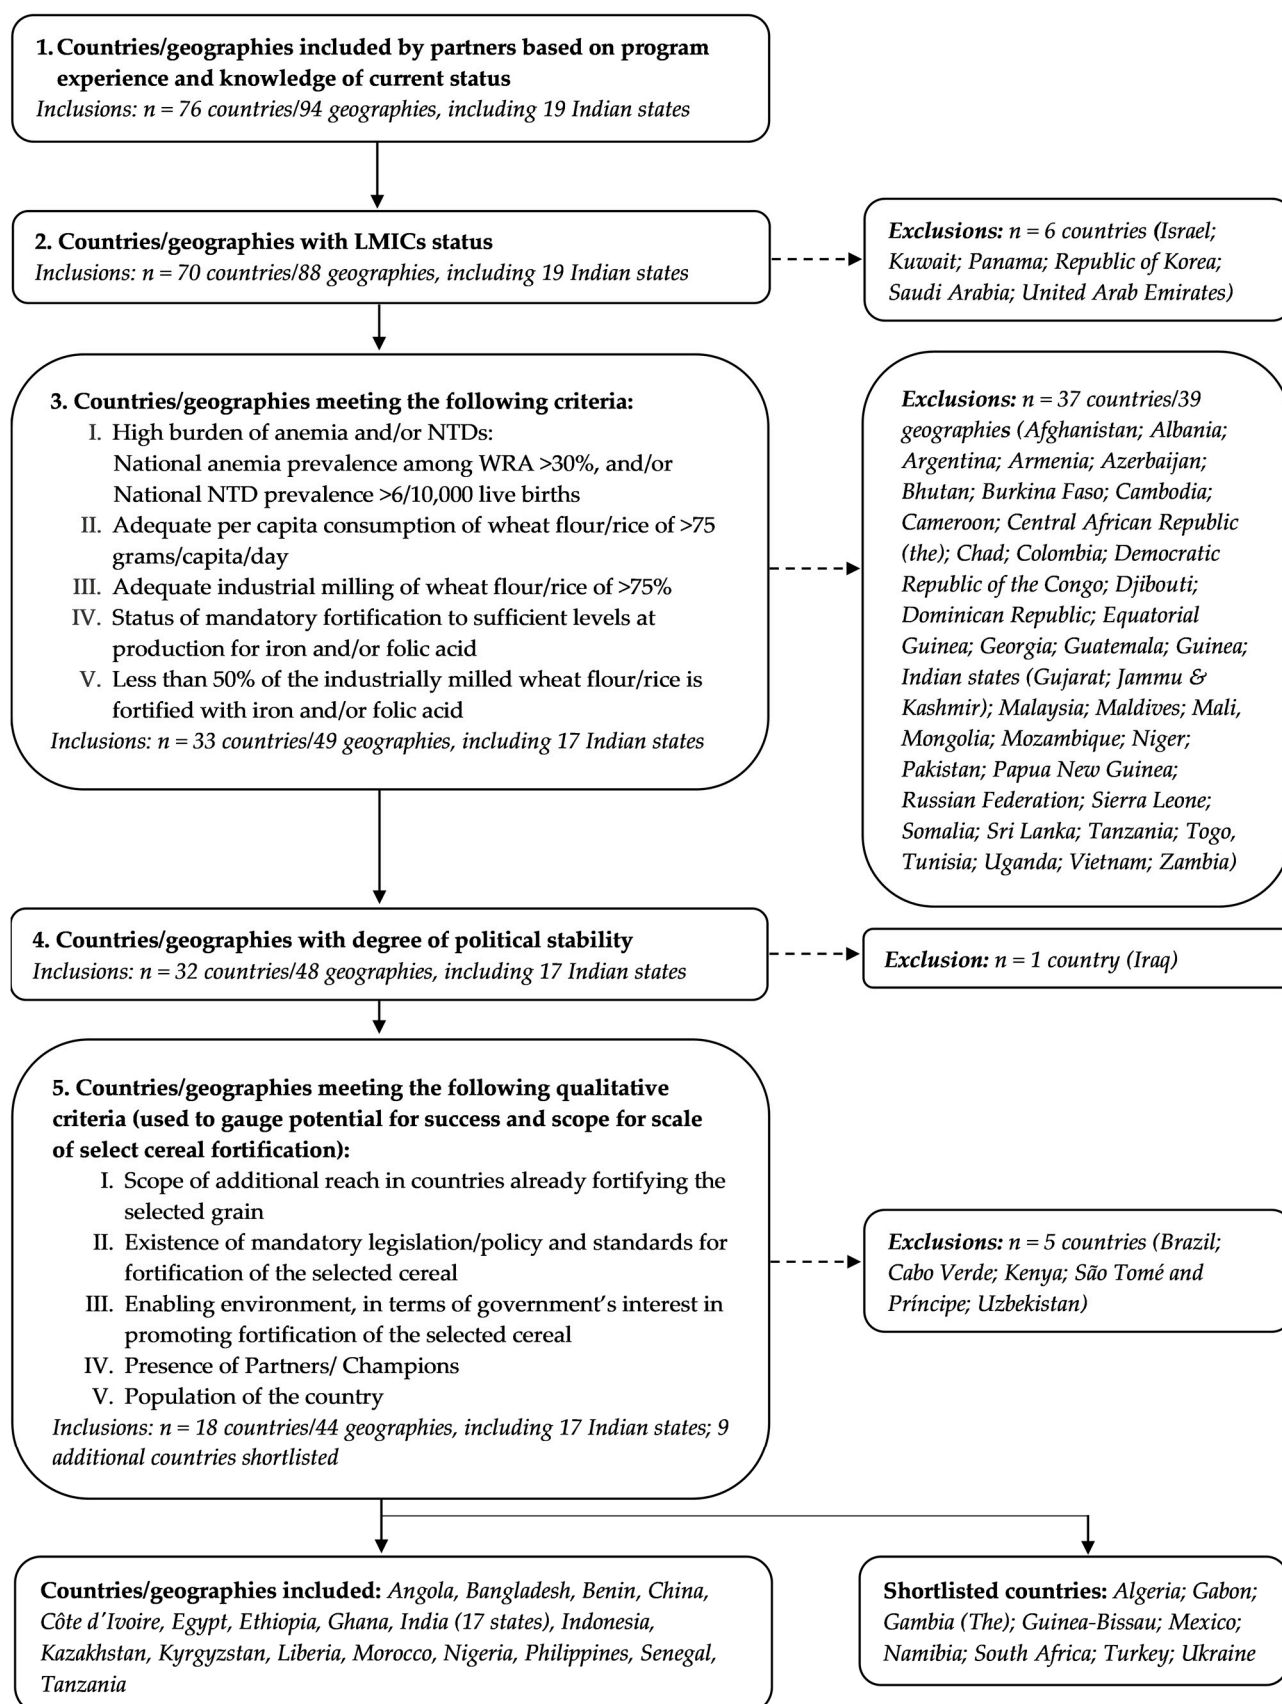 1. Countries/geographies included by partners based on program
experience and knowledge of current status
Inclusions: n = 76 countries/94 geographies, including 19 Indian states
2. Countries/geographies with LMICs status
Inclusions: n = 70 countries/88 geographies, including 19 Indian states
Exclusions: n = 6 countries (Israel;
Kuwait; Panama; Republic of Korea;
Saudi Arabia; United Arab Emirates)
3. Countries/geographies meeting the following criteria:
I. High burden of anemia and/or NTDs:
National anemia prevalence among WRA >30%, and/or
National NTD prevalence >6/10,000 live births
II. Adequate per capita consumption of wheat flour/rice of >75
grams/capita/day
III. Adequate industrial milling of wheat flour/rice of >75%
IV. Status of mandatory fortification to sufficient levels at
production for iron and/or folic acid
V. Less than 50% of the industrially milled wheat flour/rice is
fortified with iron and/or folic acid
Inclusions: n = 33 countries/49 geographies, including 17 Indian states
Exclusions: n = 37 countries/39
geographies (Afghanistan; Albania;
Argentina; Armenia; Azerbaijan;
Bhutan; Burkina Faso; Cambodia;
Cameroon; Central African Republic
(the); Chad; Colombia; Democratic
Republic of the Congo; Djibouti;
Dominican Republic; Equatorial
Guinea; Georgia; Guatemala; Guinea;
Indian states (Gujarat; Jammu &
Kashmir); Malaysia; Maldives; Mali,
Mongolia; Mozambique; Niger;
Pakistan; Papua New Guinea;
Russian Federation; Sierra Leone;
Somalia; Sri Lanka; Tanzania; Togo,
Tunisia; Uganda; Vietnam; Zambia)
4. Countries/geographies with degree of political stability
Inclusions: n = 32 countries/48 geographies, including 17 Indian states
Exclusion: n = 1 country (Iraq)
5. Countries/geographies meeting the following qualitative
criteria (used to gauge potential for success and scope for scale
of select cereal fortification):
I. Scope of additional reach in countries already fortifying the
selected grain
II. Existence of mandatory legislation/policy and standards for
fortification of the selected cereal
III. Enabling environment, in terms of government's interest in
promoting fortification of the selected cereal
IV. Presence of Partners/ Champions
V. Population of the country
Inclusions: n = 18 countries/44 geographies, including 17 Indian states; 9
additional countries shortlisted
Exclusions: n = 5 countries (Brazil;
Cabo Verde; Kenya; São Tomé and
Príncipe; Uzbekistan)
Countries/geographies included: Angola, Bangladesh, Benin, China,
Côte d'Ivoire, Egypt, Ethiopia, Ghana, India (17 states), Indonesia,
Kazakhstan, Kyrgyzstan, Liberia, Morocco, Nigeria, Philippines, Senegal,
Tanzania
Shortlisted countries: Algeria; Gabon;
Gambia (The); Guinea-Bissau; Mexico;
Namibia; South Africa; Turkey; Ukraine